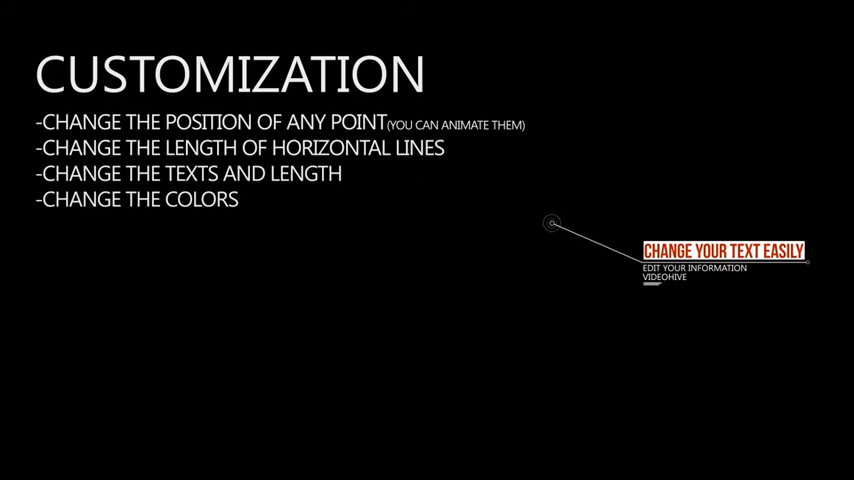 CUSTOMIZATION
-CHANGE THE POSITION OF ANY POINT(YOU CAN ANIMATE THEM)
-CHANGE THE LENGTH OF HORIZONTAL LINES
-CHANGE THE TEXTS AND LENGTH
-CHANGE THE COLORS
CHANGE YOUR TEXT EASILY
EDIT YOUR INFORMATION
VIDEOHIVE